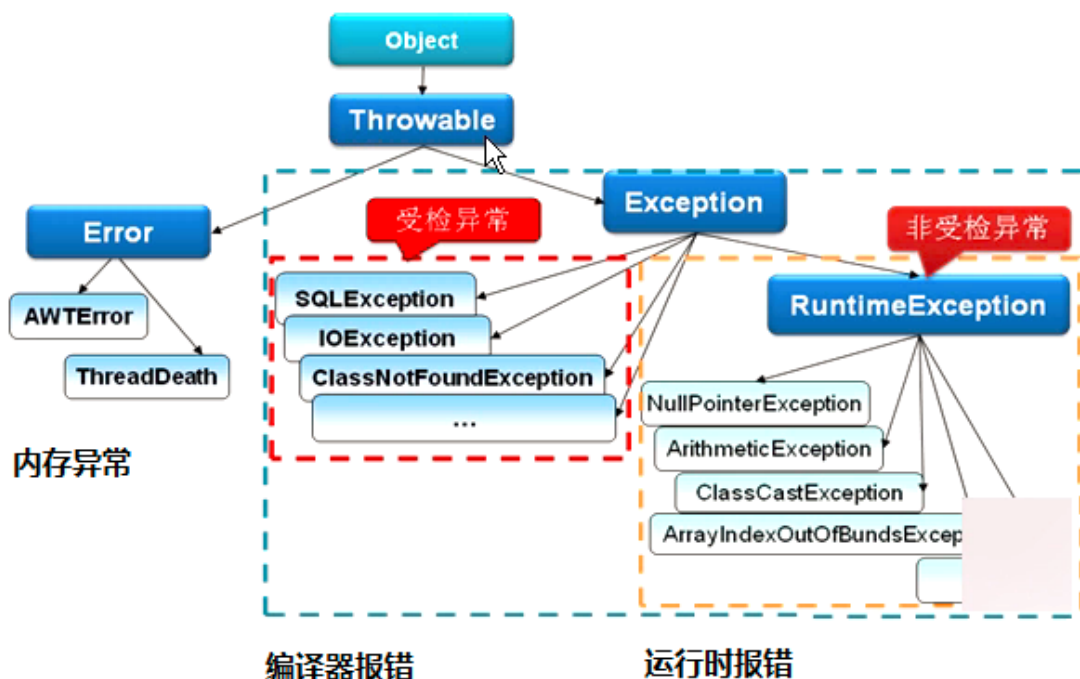 Object
Throwable
Exception
受检异常
非受检异常
Error
SQLException
RuntimeException
AWTError
IOException
ThreadDeath
ClassNotFoundException
...
NullPointerException
ArithmeticException
ClassCastException
ArrayIndexOutOfBundsExcep
内存异常
编译器报错
运行时报错